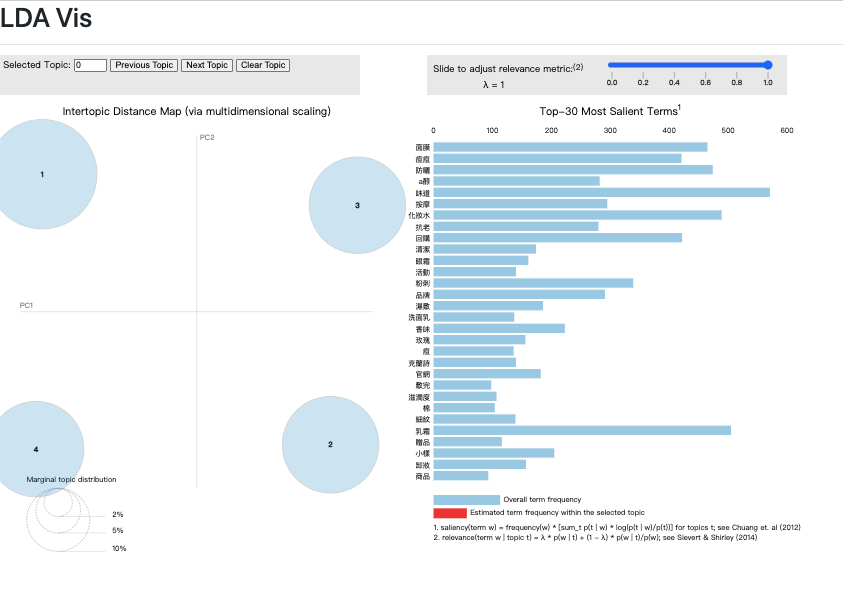 LDA Vis
Selected Topic: 0 Previous Topic Next Topic Clear Topic
Slide to adjust relevance metric:(2)
λ = 1
0.0 0.2 0.4 0.6 0.8 1.0
Intertopic Distance Map (via multidimensional scaling)
PC2
PC1
1
3
4
2
Marginal topic distribution
2%
5%
10%
Top-30 Most Salient Terms1
0 100 200 300 400 500 600
面膜
痘痘
防曬
a醇
味道
按摩
化妝水
抗老
回購
清潔
眼霜
活動
粉刺
品牌
濕敷
洗面乳
香味
玫瑰
痘
克蘭詩
官網
敷完
滋潤度
棉
細紋
乳霜
贈品
小樣
卸妝
商品
Overall term frequency
Estimated term frequency within the selected topic
1. saliency(term w) = frequency(w) * [sum_t p(t | w) * log(p(t | w)/p(t))] for topics t; see Chuang et. al (2012)
2. relevance(term w | topic t) = λ * p(w | t) + (1 - λ) * p(w | t)/p(w); see Sievert & Shirley (2014)